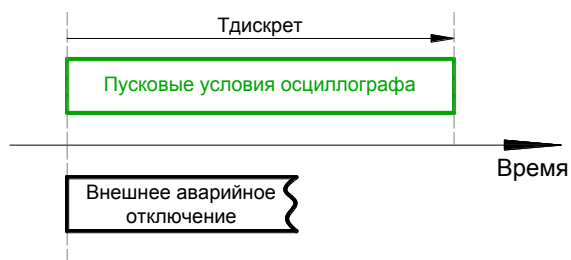 Тдискрет
Пусковые условия осциллографа
Время
Внешнее аварийное
отключение